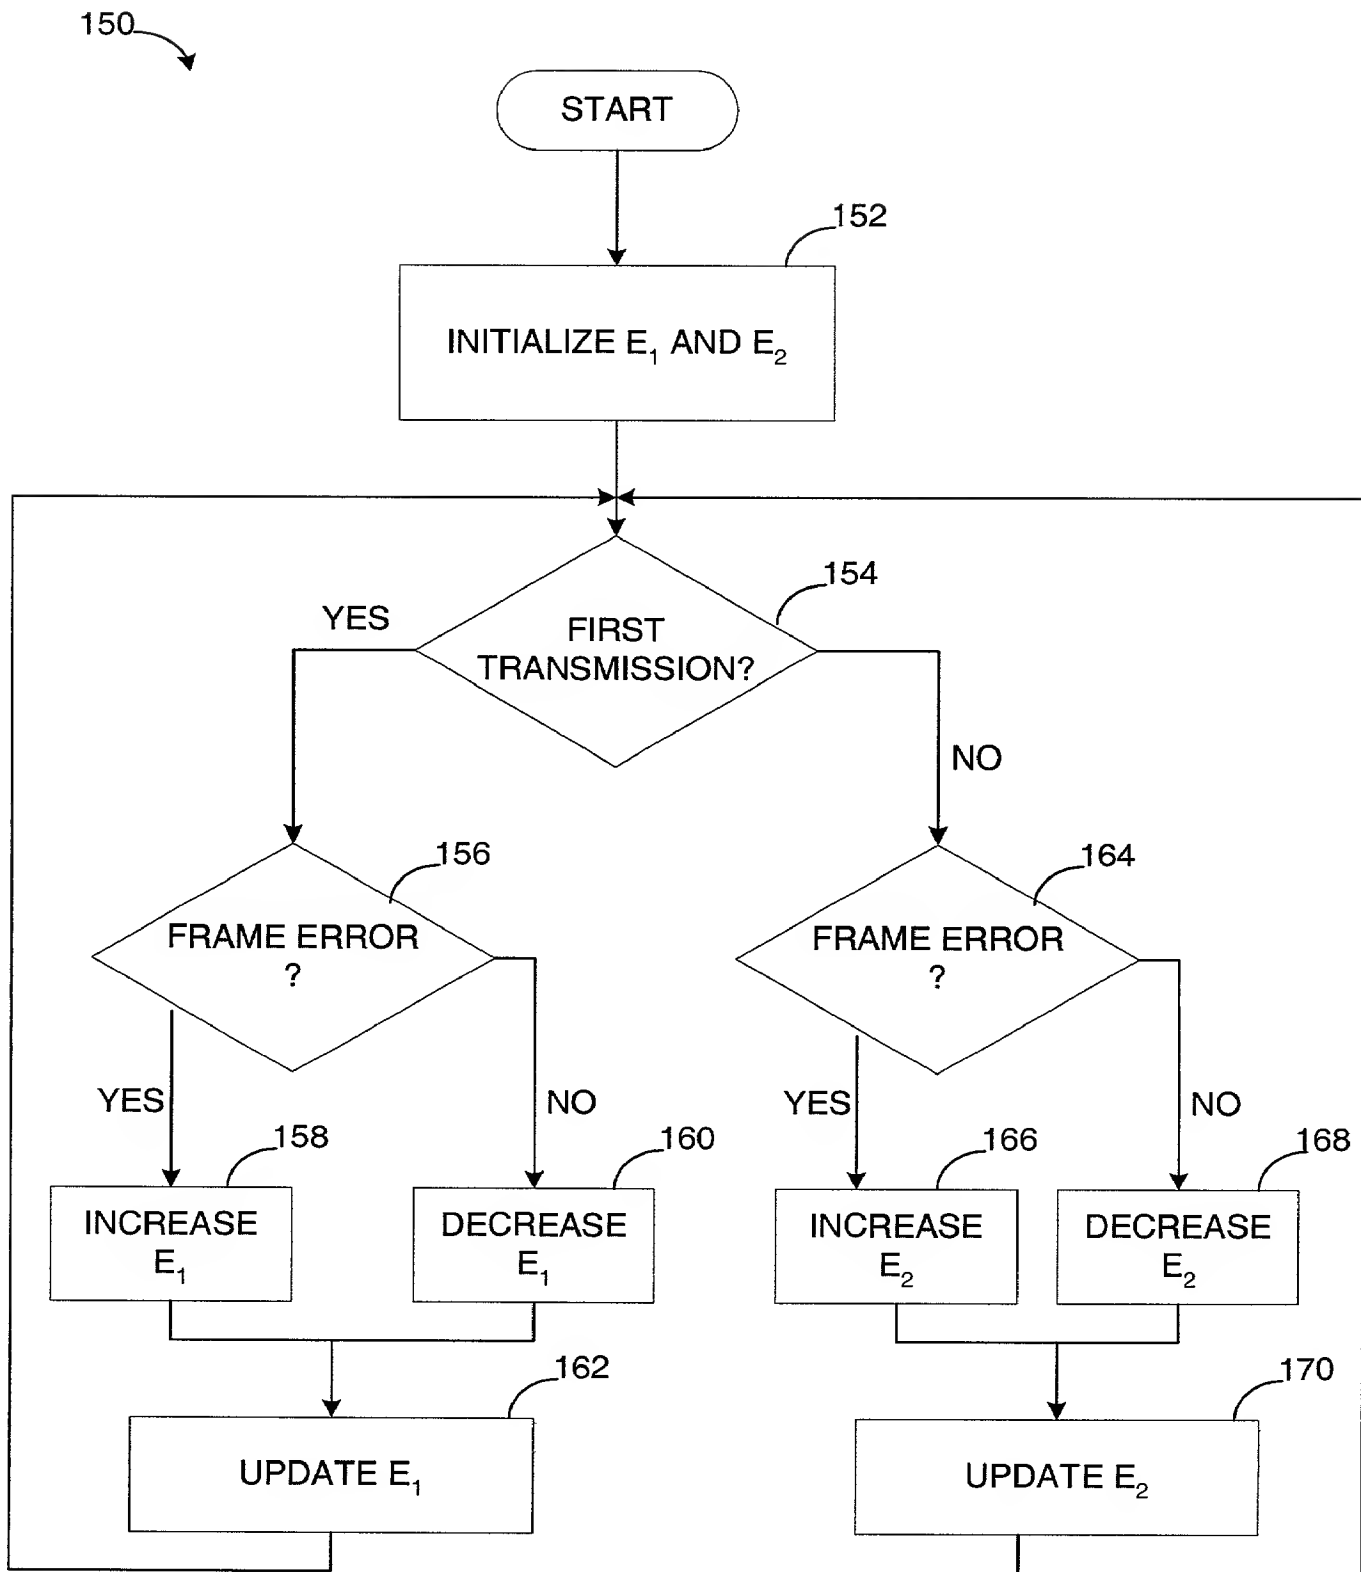 150
START
152
INITIALIZE E₁ AND E₂
154
YES
FIRST
TRANSMISSION?
NO
156
FRAME ERROR
?
164
FRAME ERROR
?
YES
NO
YES
NO
158
INCREASE
E₁
160
DECREASE
E₁
166
INCREASE
E₂
168
DECREASE
E₂
162
UPDATE E₁
170
UPDATE E₂